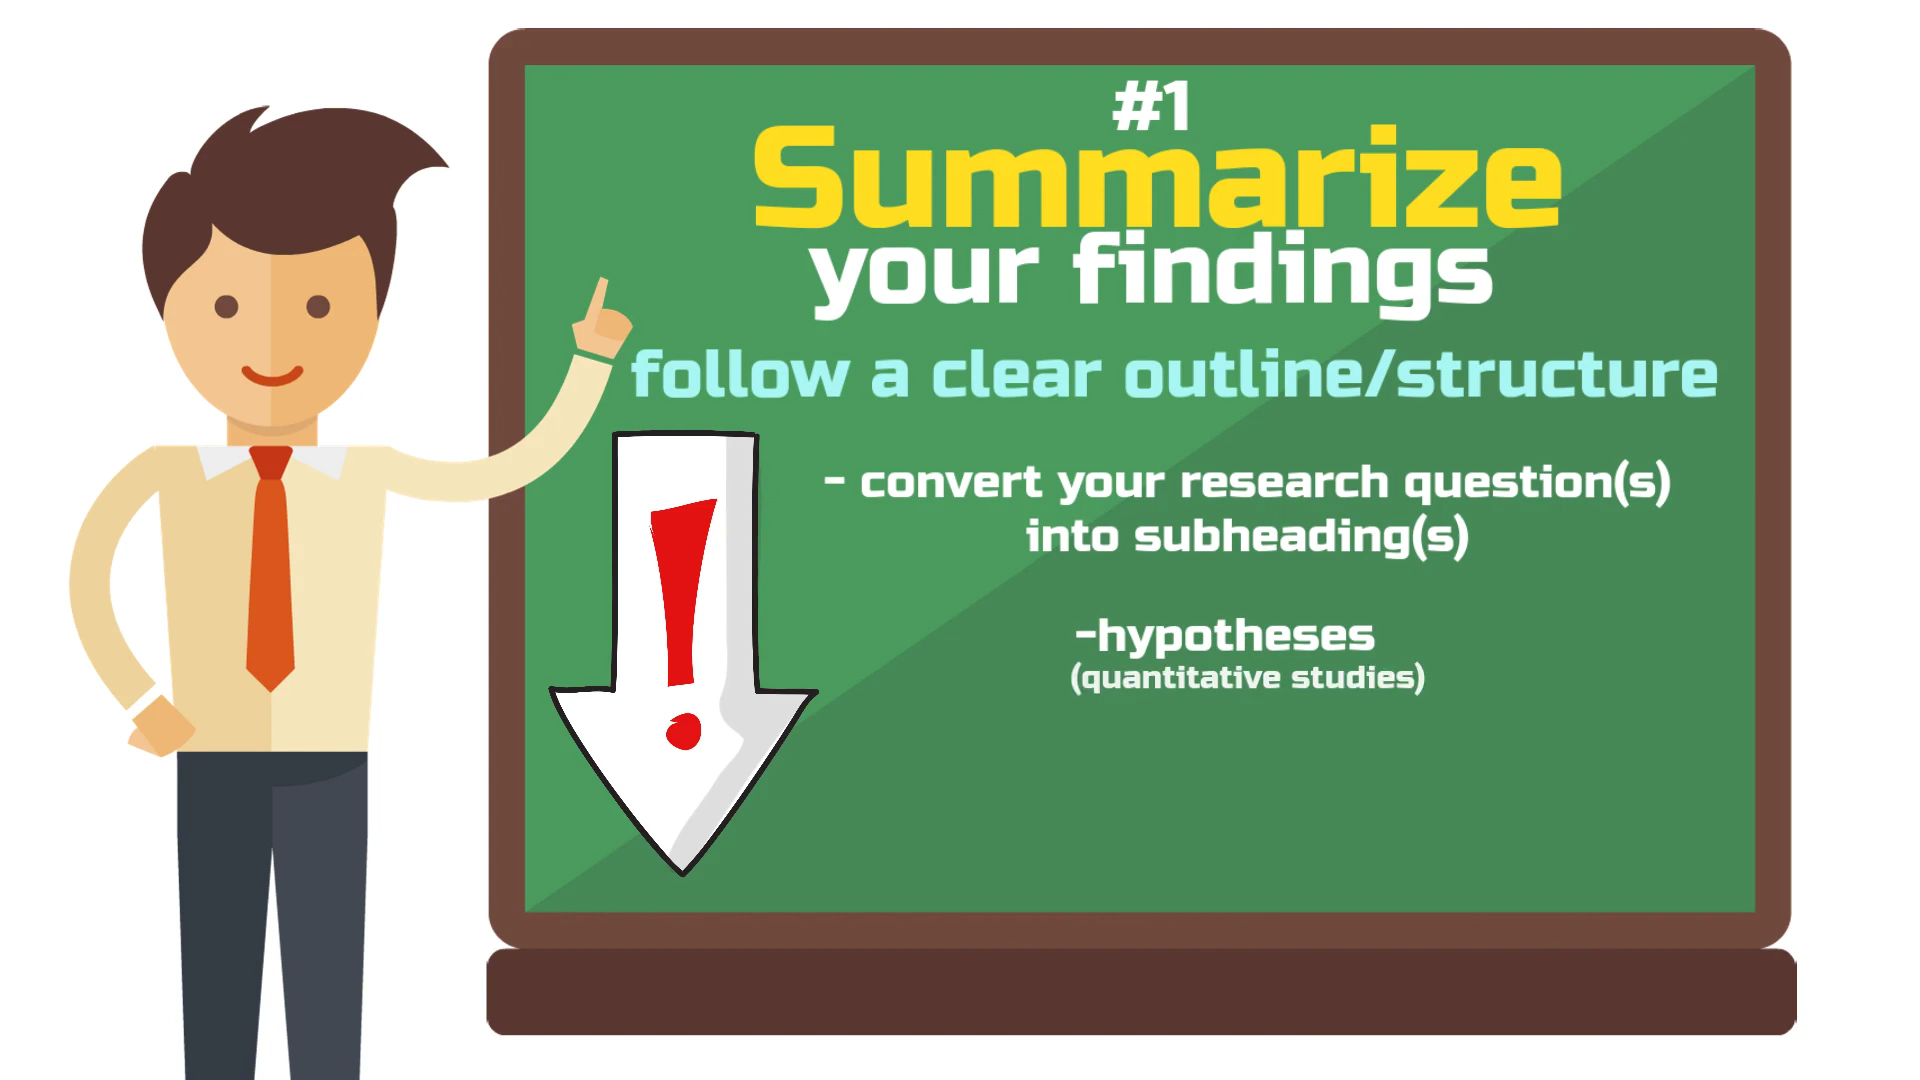 #1
Summarize
your findings
follow a clear outline/structure
- convert your research question(s)
into subheading(s)
-hypotheses
(quantitative studies)
!